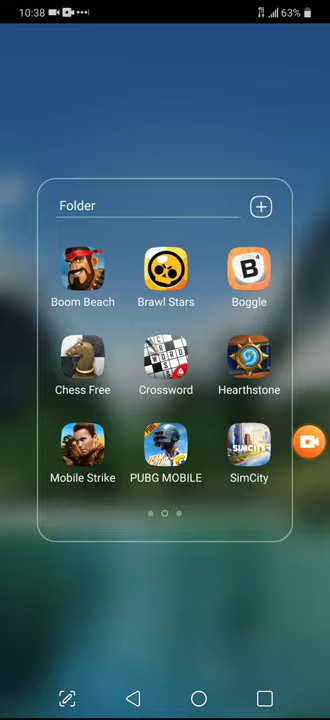 10:38
63%
Folder
Boom Beach Brawl Stars Boggle
Chess Free Crossword Hearthstone
Mobile Strike PUBG MOBILE SimCity